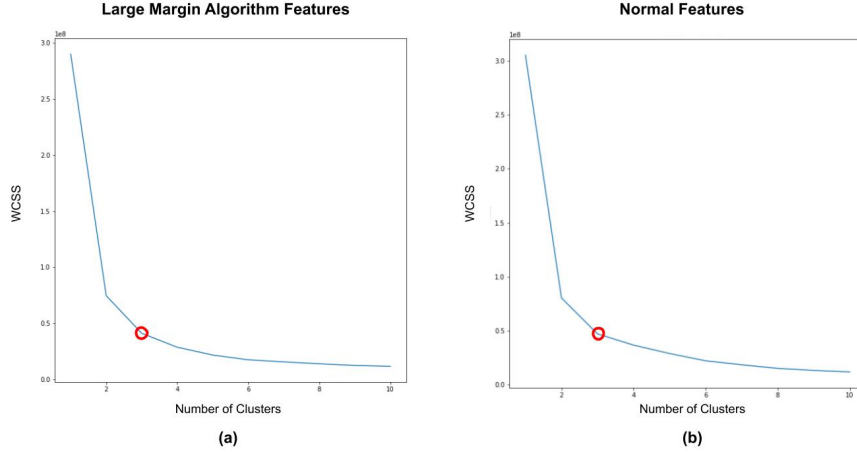 Large Margin Algorithm Features
1e8
3.0
2.5
2.0
1.5
1.0
0.5
0.0
WCSS
2 4 6 8 10
Number of Clusters
(a)
Normal Features
1e8
3.0
2.5
2.0
1.5
1.0
0.5
0.0
WCSS
2 4 6 8 10
Number of Clusters
(b)